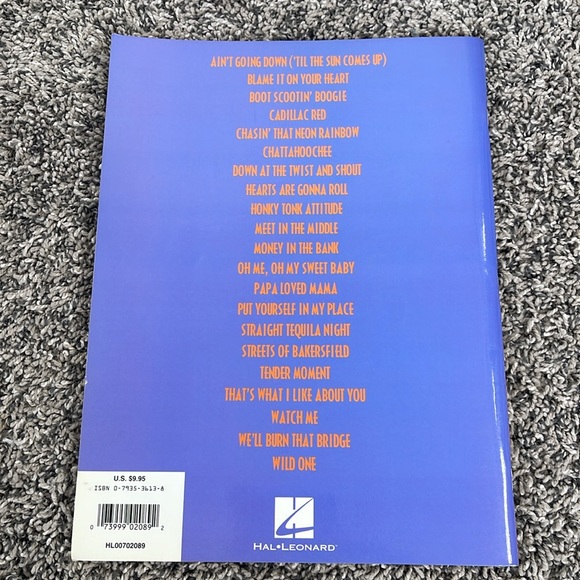 AIN'T GOING DOWN ('TIL THE SUN COMES UP)
BLAME IT ON YOUR HEART
BOOT SCOOTIN' BOOGIE
CADILLAC RED
CHASIN' THAT NEON RAINBOW
CHATTAHOOCHEE
DOWN AT THE TWIST AND SHOUT
HEARTS ARE GONNA ROLL
HONKY TONK ATTITUDE
MEET IN THE MIDDLE
MONEY IN THE BANK
OH ME, OH MY SWEET BABY
PAPA LOVED MAMA
PUT YOURSELF IN MY PLACE
STRAIGHT TEQUILA NIGHT
STREETS OF BAKERSFIELD
TENDER MOMENT
THAT'S WHAT I LIKE ABOUT YOU
WATCH ME
WE'LL BURN THAT BRIDGE
WILD ONE
U.S. $9.95
ISBN 0-7935-3613-8
0 73999 02089 2
HL00702089
HAL•LEONARD®